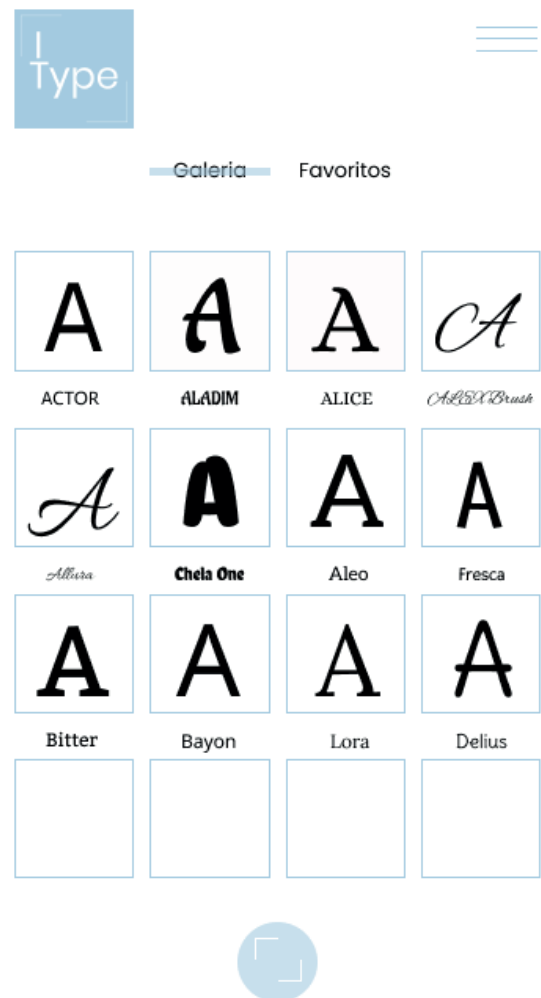 I
Type
Galeria Favoritos
A A A A
ACTOR ALADIM ALICE ALEX Brush
A A A A
Allura Chela One Aleo Fresca
A A A A
Bitter Bayon Lora Delius